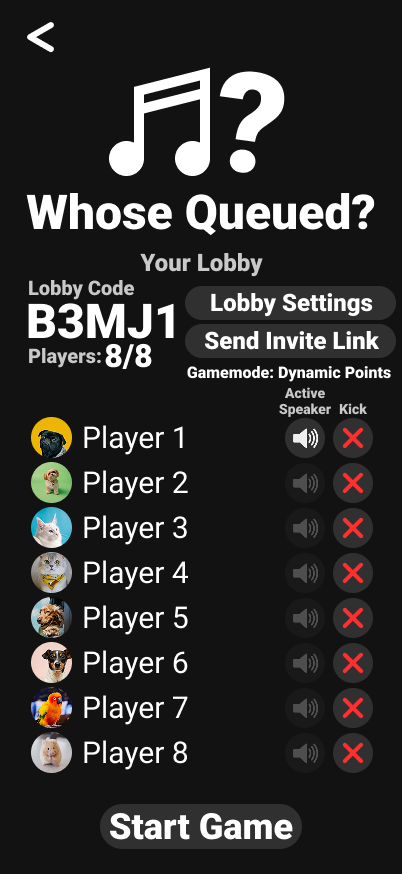 Whose Queued?
Your Lobby
Lobby Code
B3MJ1
Players: 8/8
Lobby Settings
Send Invite Link
Gamemode: Dynamic Points
Active
Speaker Kick
Player 1
Player 2
Player 3
Player 4
Player 5
Player 6
Player 7
Player 8
Start Game